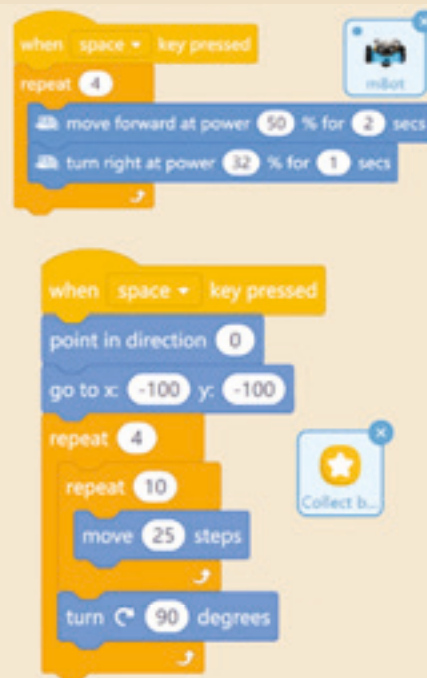 when space key pressed
mBot
repeat 4
move forward at power 50 % for 2 secs
turn right at power 32 % for 1 secs
when space key pressed
point in direction 0
go to x: -100 y: -100
repeat 4
repeat 10
Collect b...
move 25 steps
turn 90 degrees